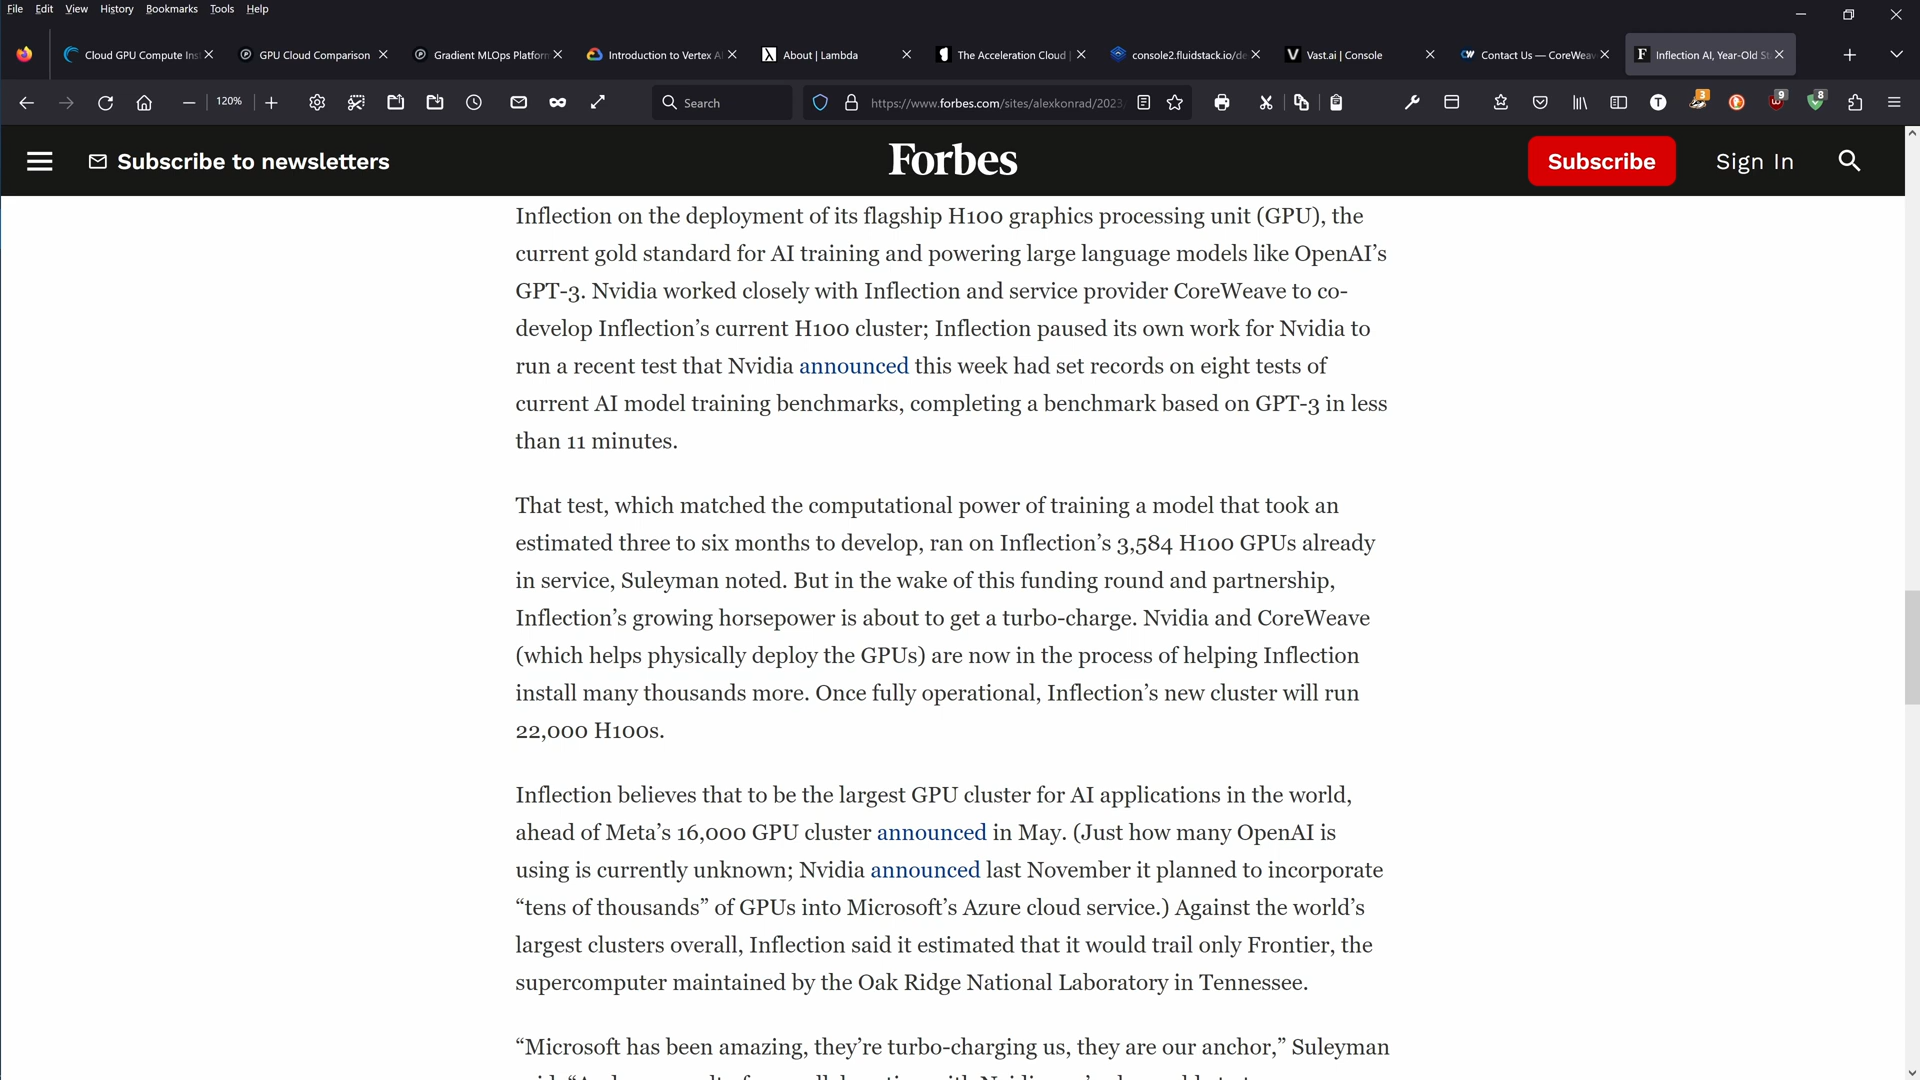 File Edit View History Bookmarks Tools Help
Cloud GPU Compute Ins
GPU Cloud Comparison
Gradient MLOps Platform
Introduction to Vertex AI
About | Lambda
The Acceleration Cloud |
console2.fluidstack.io/de
Vast.ai | Console
Contact Us — CoreWeav
Inflection AI, Year-Old St
120%
Search
https://www.forbes.com/sites/alexkonrad/2023
3
9
8
Subscribe to newsletters
Forbes
Subscribe
Sign In
Inflection on the deployment of its flagship H100 graphics processing unit (GPU), the
current gold standard for AI training and powering large language models like OpenAI’s
GPT-3. Nvidia worked closely with Inflection and service provider CoreWeave to co-
develop Inflection’s current H100 cluster; Inflection paused its own work for Nvidia to
run a recent test that Nvidia announced this week had set records on eight tests of
current AI model training benchmarks, completing a benchmark based on GPT-3 in less
than 11 minutes.
That test, which matched the computational power of training a model that took an
estimated three to six months to develop, ran on Inflection’s 3,584 H100 GPUs already
in service, Suleyman noted. But in the wake of this funding round and partnership,
Inflection’s growing horsepower is about to get a turbo-charge. Nvidia and CoreWeave
(which helps physically deploy the GPUs) are now in the process of helping Inflection
install many thousands more. Once fully operational, Inflection’s new cluster will run
22,000 H100s.
Inflection believes that to be the largest GPU cluster for AI applications in the world,
ahead of Meta’s 16,000 GPU cluster announced in May. (Just how many OpenAI is
using is currently unknown; Nvidia announced last November it planned to incorporate
“tens of thousands” of GPUs into Microsoft’s Azure cloud service.) Against the world’s
largest clusters overall, Inflection said it estimated that it would trail only Frontier, the
supercomputer maintained by the Oak Ridge National Laboratory in Tennessee.
“Microsoft has been amazing, they’re turbo-charging us, they are our anchor,” Suleyman